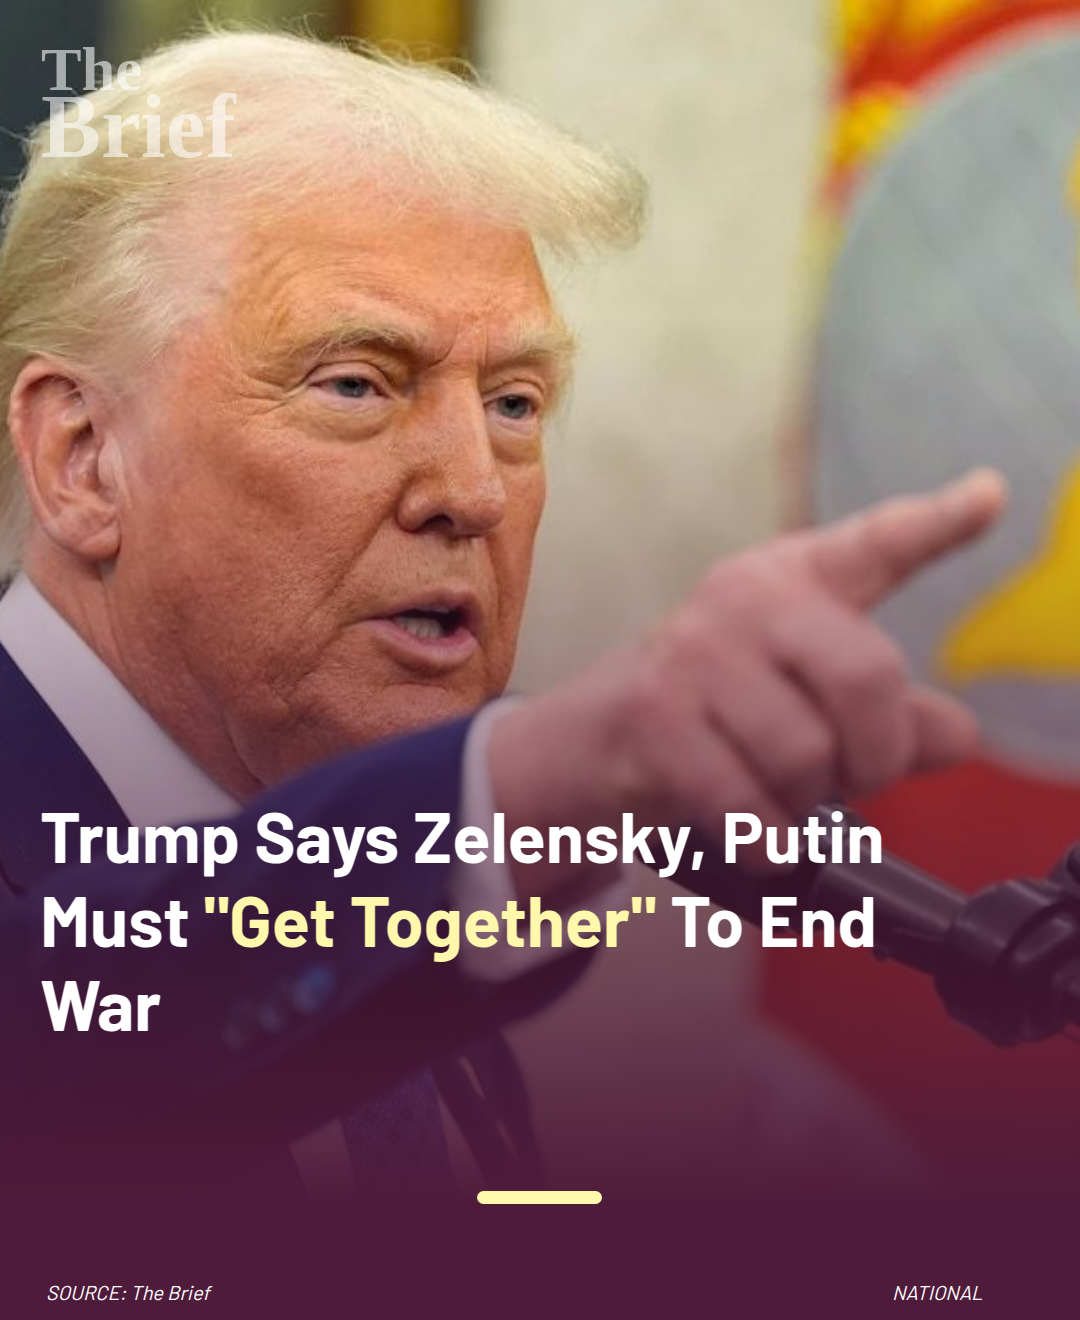 The
Brief
Trump Says Zelensky, Putin
Must "Get Together" To End
War
SOURCE: The Brief
NATIONAL